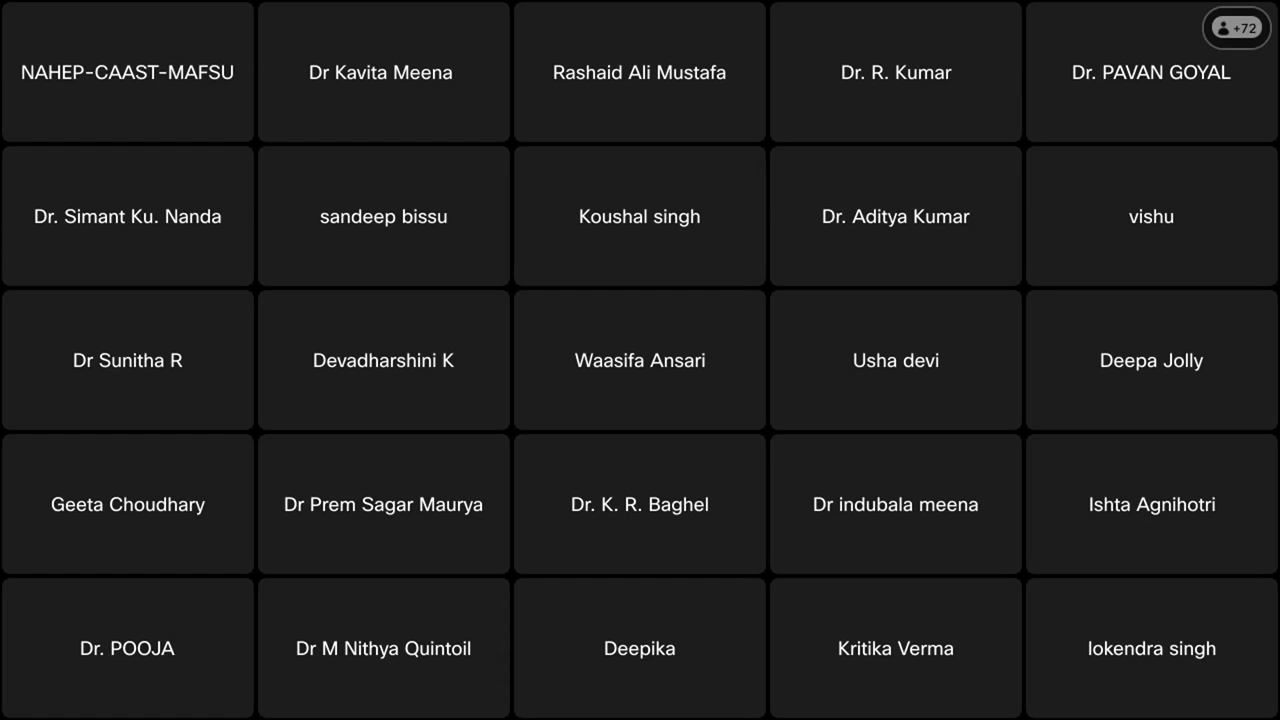 NAHEP-CAAST-MAFSU
Dr Kavita Meena
Rashaid Ali Mustafa
Dr. R. Kumar
Dr. PAVAN GOYAL
+72
Dr. Simant Ku. Nanda
sandeep bissu
Koushal singh
Dr. Aditya Kumar
vishu
Dr Sunitha R
Devadharshini K
Waasifa Ansari
Usha devi
Deepa Jolly
Geeta Choudhary
Dr Prem Sagar Maurya
Dr. K. R. Baghel
Dr indubala meena
Ishta Agnihotri
Dr. POOJA
Dr M Nithya Quintoil
Deepika
Kritika Verma
lokendra singh